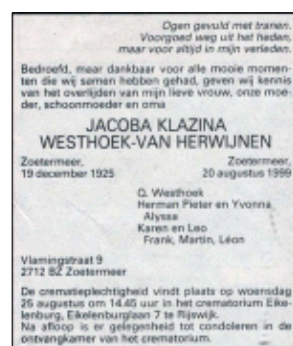 Ogen gevuld met tranen.
Voorgoed weg uit het heden,
maar voor altijd in mijn verleden.
Bedroefd, maar dankbaar voor alle mooie momen-
ten die wij samen hebben gehad, geven wij kennis
van het overlijden van mijn lieve vrouw, onze moe-
der, schoonmoeder en oma
JACOBA KLAZINA
WESTHOEK-VAN HERWIJNEN
Zoetermeer, Zoetermeer,
19 december 1925 20 augustus 1999
Q. Westhoek
Herman Pieter en Yvonna
Alyssa
Karen en Leo
Frank, Martin, Léon
Vlamingstraat 9
2712 BZ Zoetermeer
De crematieplechtigheid vindt plaats op woensdag
25 augustus om 14.45 uur in het crematorium Eike-
lenburg, Eikelenburglaan 7 te Rijswijk.
Na afloop is er gelegenheid tot condoleren in de
ontvangkamer van het crematorium.